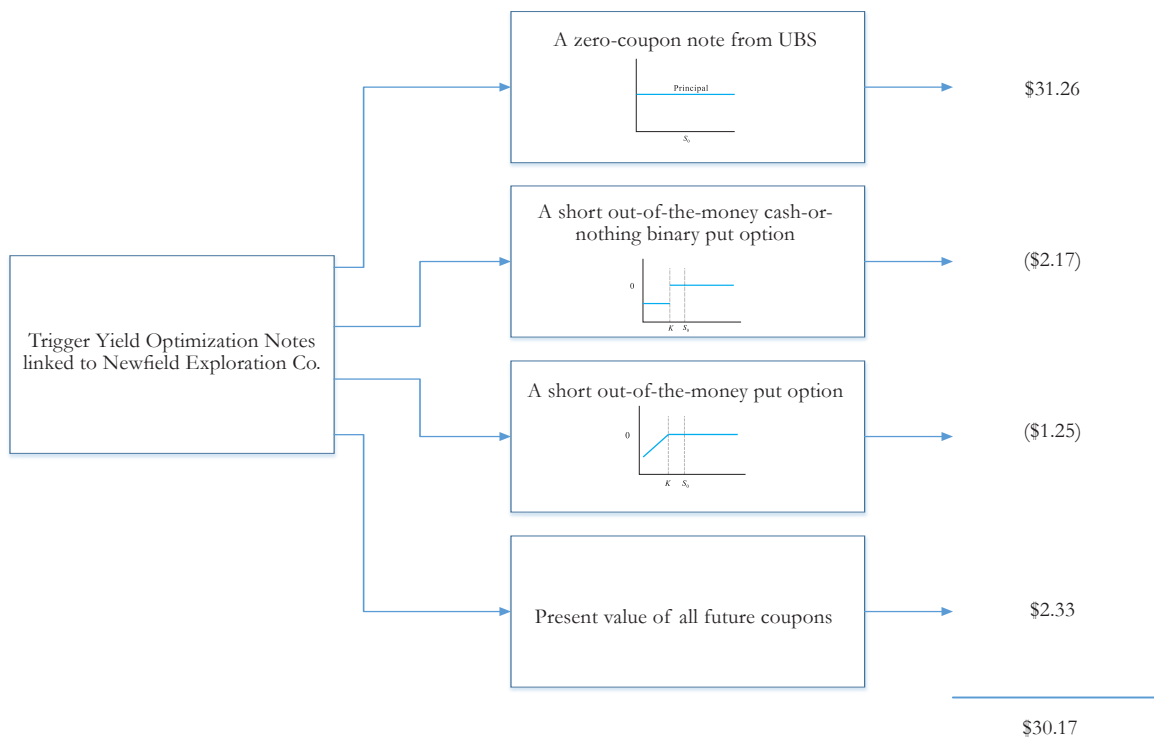 A zero-coupon note from UBS
Principal
S₀
$31.26
A short out-of-the-money cash-or-
nothing binary put option
0
K S₀
($2.17)
Trigger Yield Optimization Notes
linked to Newfield Exploration Co.
A short out-of-the-money put option
0
K S₀
($1.25)
Present value of all future coupons
$2.33
$30.17